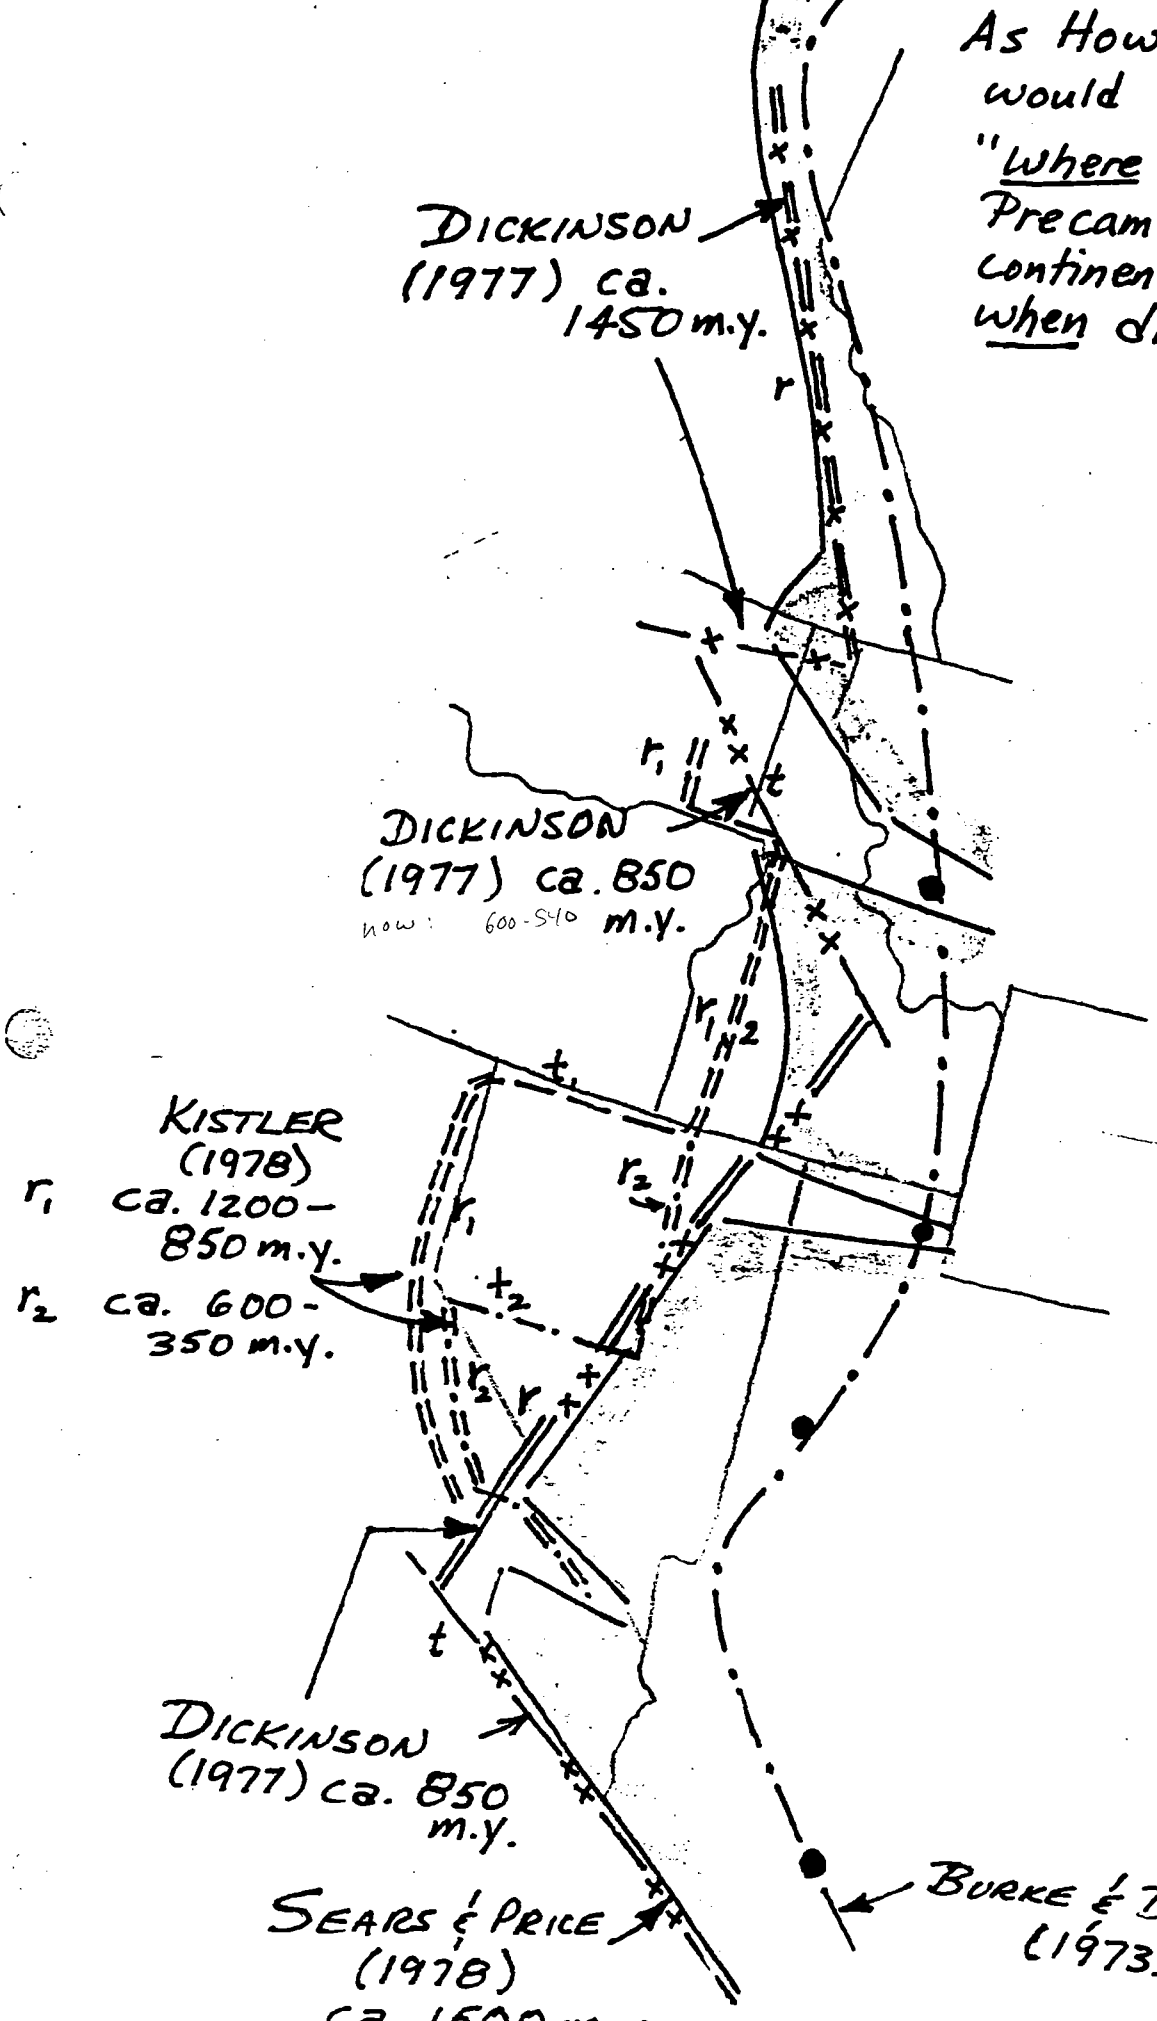 As How
would
"Where
Precam
continen
when
DICKINSON
(1977) ca.
1450 m.y.
r
r₁
t
DICKINSON
(1977) ca. 850
m.y.
now: 600-540
r₁
2
t₁
KISTLER
(1978)
r₁ ca. 1200-
850 m.y.
r₂ ca. 600-
350 m.y.
r₂
r₁
t₂
r₂
r
t
DICKINSON
(1977) ca. 850
m.y.
SEARS & PRICE
(1978)
ca. 1500 m
BURKE & D
(1973